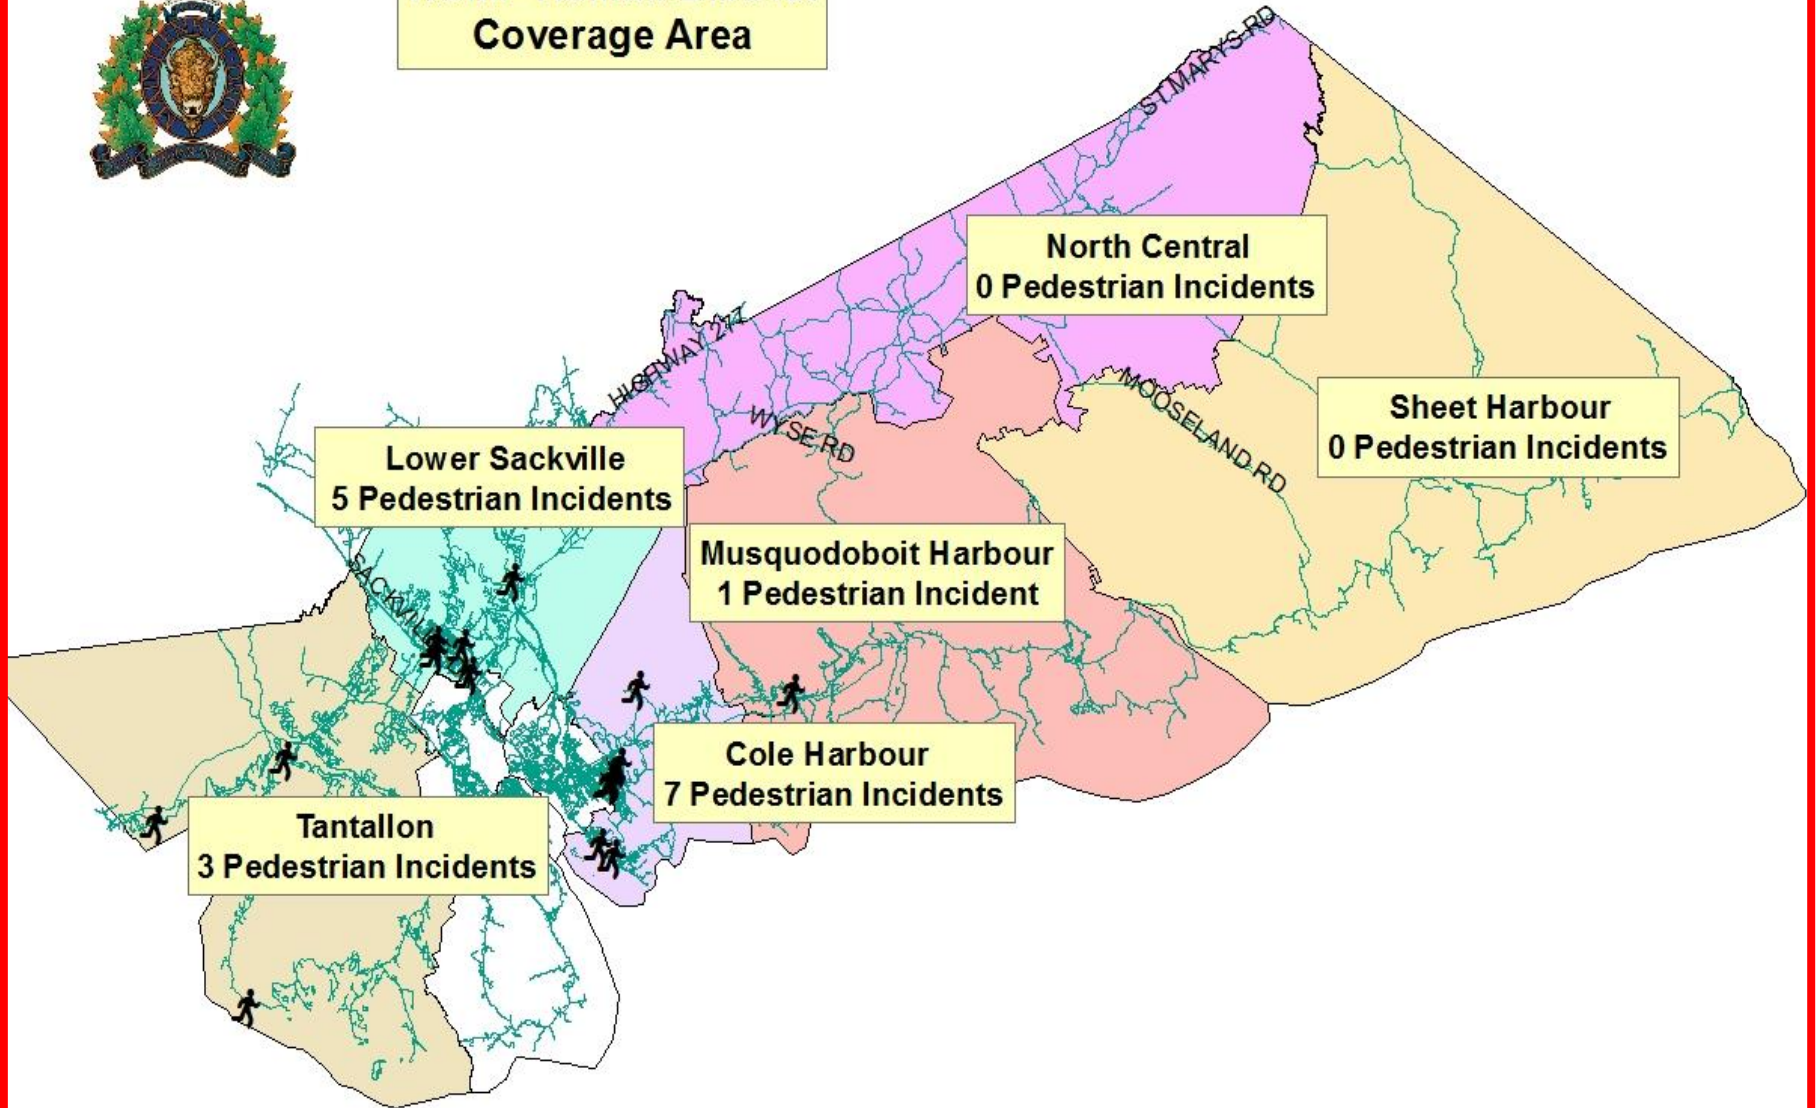 Coverage Area
ST MARYS RD
North Central
0 Pedestrian Incidents
HIGHWAY 277
MOOSELAND RD
Sheet Harbour
0 Pedestrian Incidents
WYSE RD
Lower Sackville
5 Pedestrian Incidents
Musquodoboit Harbour
1 Pedestrian Incident
Cole Harbour
7 Pedestrian Incidents
Tantallon
3 Pedestrian Incidents